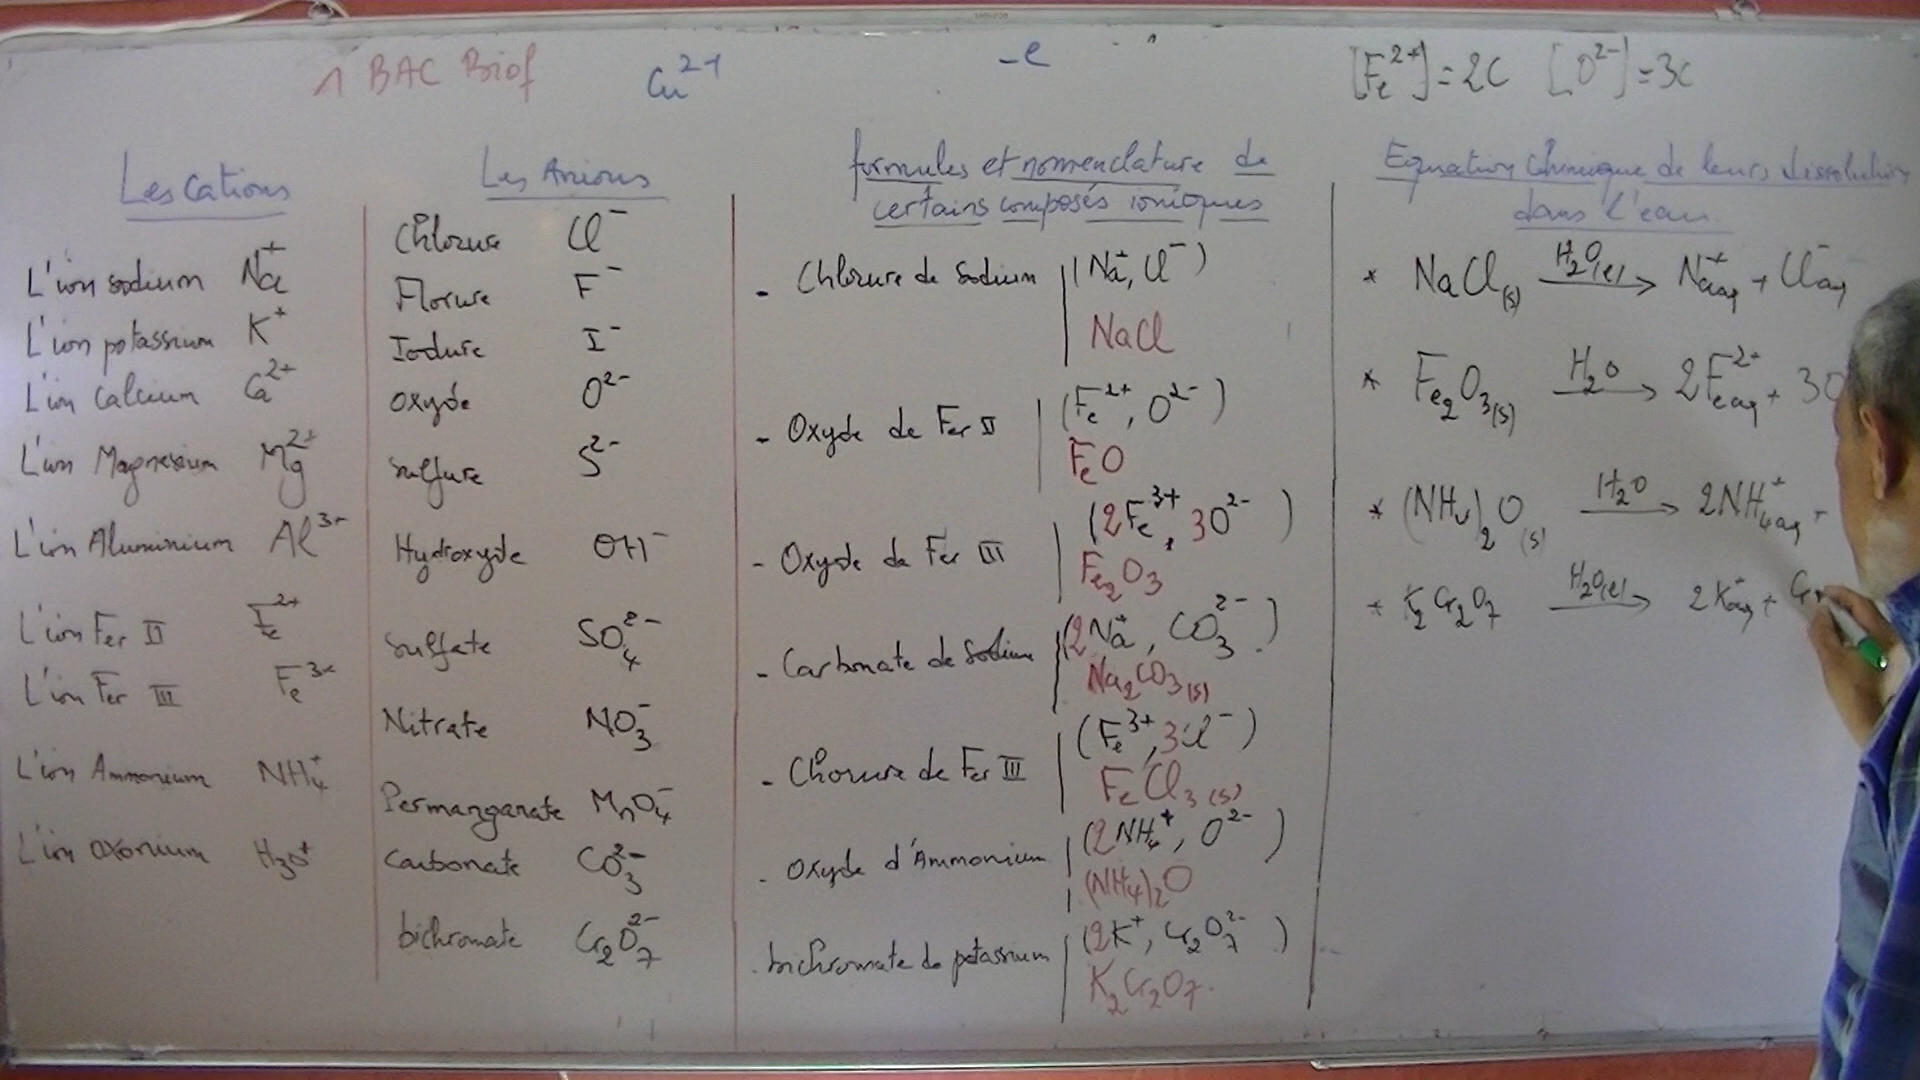 1 BAC Biof
Cu²⁺
-e
[Fe²⁺] = 2C [O²⁻] = 3C
Les Cations
L'ion sodium Na⁺
L'ion potassium K⁺
L'ion Calcium Ca²⁺
L'ion Magnesium Mg²⁺
L'ion Aluminium Al³⁺
L'ion Fer II Fe²⁺
L'ion Fer III Fe³⁺
L'ion Ammonium NH₄⁺
L'ion oxonium H₃O⁺
Les Anions
Chlorure Cl⁻
Florure F⁻
Iodure I⁻
oxyde O²⁻
sulfure S²⁻
Hydroxyde OH⁻
sulfate SO₄²⁻
Nitrate NO₃⁻
Permanganate MnO₄⁻
Carbonate CO₃²⁻
bichromate Cr₂O₇²⁻
formules et nomenclature de
certains composés ioniques
- Chlorure de Sodium (Na⁺, Cl⁻)
NaCl
- Oxyde de Fer II (Fe²⁺, O²⁻)
FeO
- Oxyde de Fer III (2Fe³⁺, 3O²⁻)
Fe₂O₃
- Carbonate de Sodium (2Na⁺, CO₃²⁻)
Na₂CO₃(s)
- Chorure de Fer III (Fe³⁺, 3Cl⁻)
FeCl₃(s)
- Oxyde d'Ammonium (2NH₄⁺, O²⁻)
(NH₄)₂O
bichromate de potassium (2K⁺, Cr₂O₇²⁻)
K₂Cr₂O₇.
Equation Chimique de leurs dissolution
dans l'eau.
* NaCl(s) H₂O(l) → Na⁺aq + Cl⁻aq
* Fe₂O₃(s) H₂O → 2Fe²⁺aq + 3O
* (NH₄)₂O(s) H₂O → 2NH₄⁺aq +
* K₂Cr₂O₇ H₂O(l) → 2K⁺aq + Cr